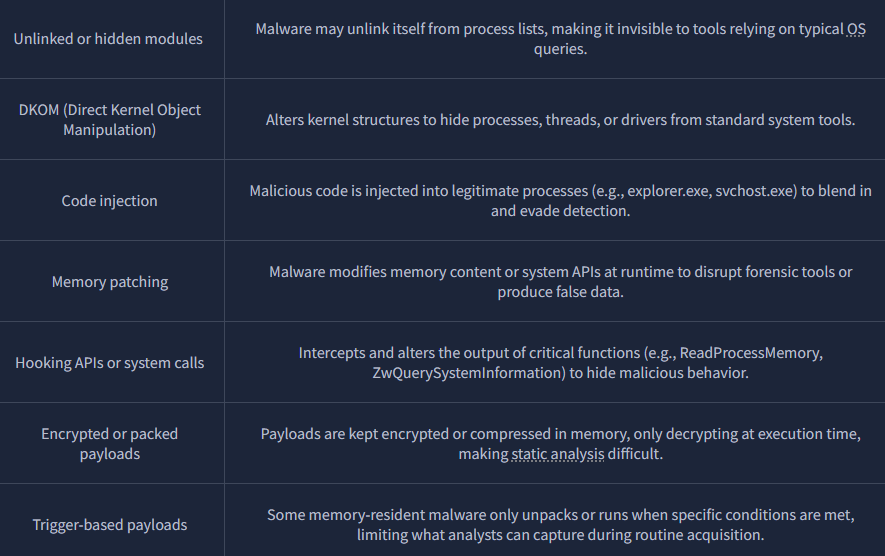 Unlinked or hidden modules
Malware may unlink itself from process lists, making it invisible to tools relying on typical OS
queries.
DKOM (Direct Kernel Object
Manipulation)
Alters kernel structures to hide processes, threads, or drivers from standard system tools.
Code injection
Malicious code is injected into legitimate processes (e.g., explorer.exe, svchost.exe) to blend in
and evade detection.
Memory patching
Malware modifies memory content or system APIs at runtime to disrupt forensic tools or
produce false data.
Hooking APIs or system calls
Intercepts and alters the output of critical functions (e.g., ReadProcessMemory,
ZwQuerySystemInformation) to hide malicious behavior.
Encrypted or packed
payloads
Payloads are kept encrypted or compressed in memory, only decrypting at execution time,
making static analysis difficult.
Trigger-based payloads
Some memory-resident malware only unpacks or runs when specific conditions are met,
limiting what analysts can capture during routine acquisition.